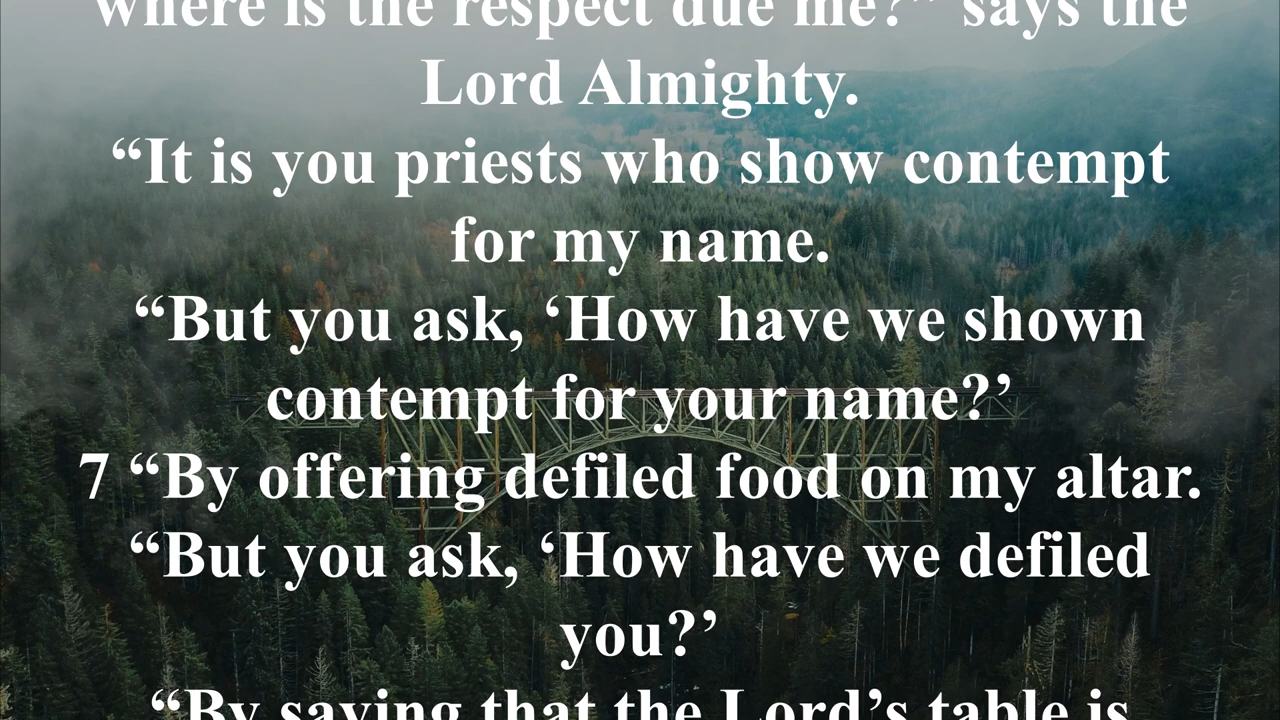 where is the respect due me?” says the
Lord Almighty.
“It is you priests who show contempt
for my name.
“But you ask, ‘How have we shown
contempt for your name?’
7 “By offering defiled food on my altar.
“But you ask, ‘How have we defiled
you?’
“By saying that the Lord’s table is